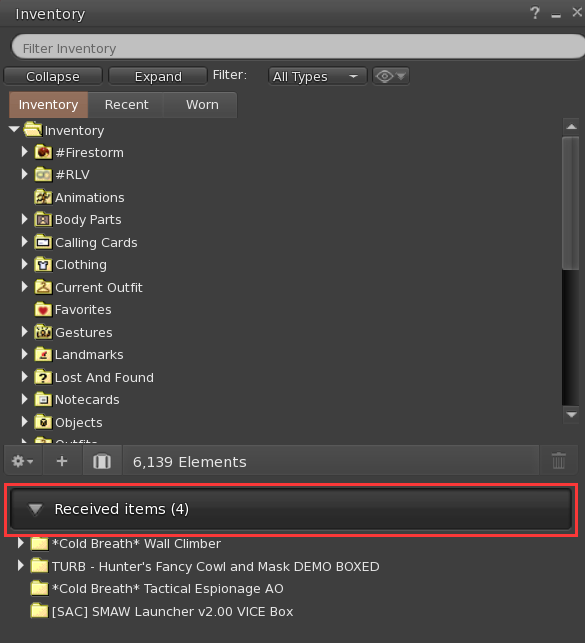 Inventory
Filter Inventory
Collapse Expand Filter: All Types
Inventory Recent Worn
Inventory
#Firestorm
#RLV
Animations
Body Parts
Calling Cards
Clothing
Current Outfit
Favorites
Gestures
Landmarks
Lost And Found
Notecards
Objects
Outfits
6,139 Elements
Received items (4)
*Cold Breath* Wall Climber
TURB - Hunter's Fancy Cowl and Mask DEMO BOXED
*Cold Breath* Tactical Espionage AO
[SAC] SMAW Launcher v2.00 VICE Box